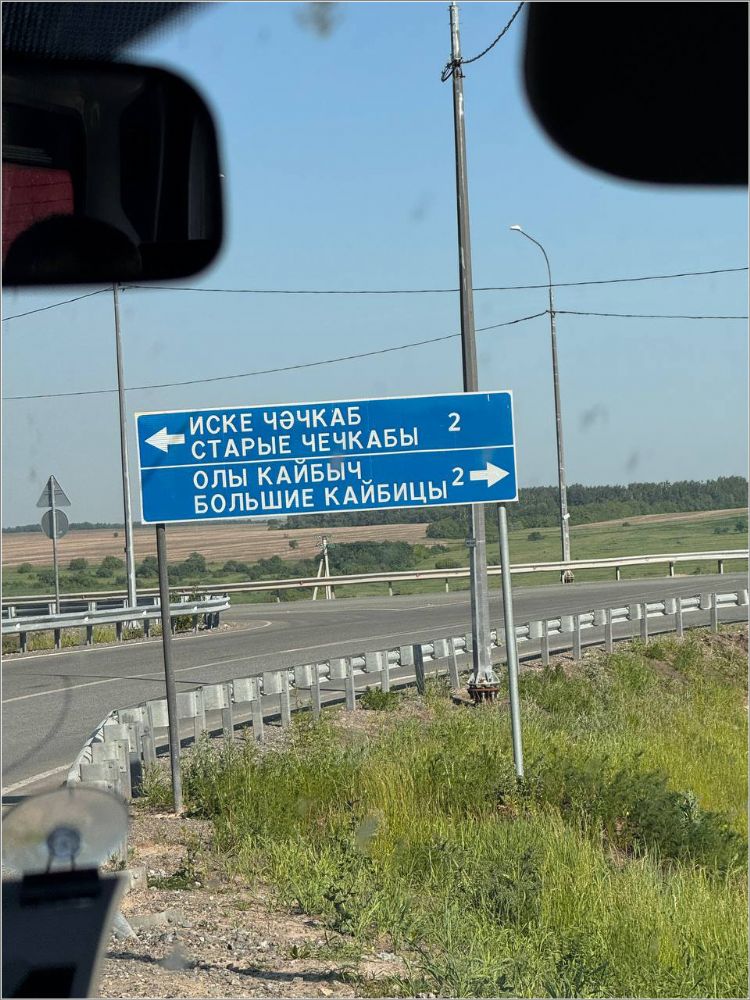 ИСКЕ ЧӘЧКАБ 2
СТАРЫЕ ЧЕЧКАБЫ
ОЛЫ КАЙБЫЧ 2
БОЛЬШИЕ КАЙБИЦЫ